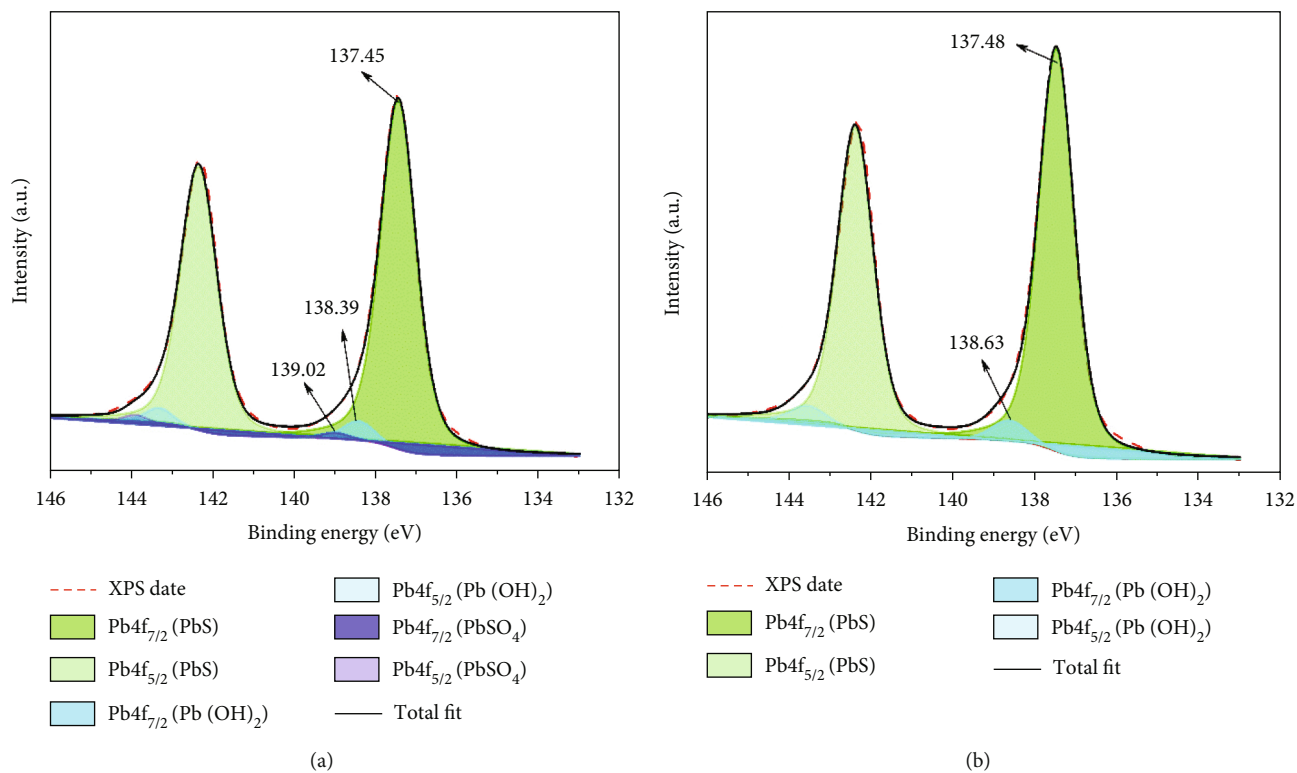 137.45
138.39
139.02
Intensity (a.u.)
146 144 142 140 138 136 134 132
Binding energy (eV)
XPS date
Pb4f7/2 (PbS)
Pb4f5/2 (PbS)
Pb4f7/2 (Pb (OH)2)
Pb4f5/2 (Pb (OH)2)
Pb4f7/2 (PbSO4)
Pb4f5/2 (PbSO4)
Total fit
(a)
137.48
138.63
Intensity (a.u.)
146 144 142 140 138 136 134 132
Binding energy (eV)
XPS date
Pb4f7/2 (PbS)
Pb4f5/2 (PbS)
Pb4f7/2 (Pb (OH)2)
Pb4f5/2 (Pb (OH)2)
Total fit
(b)